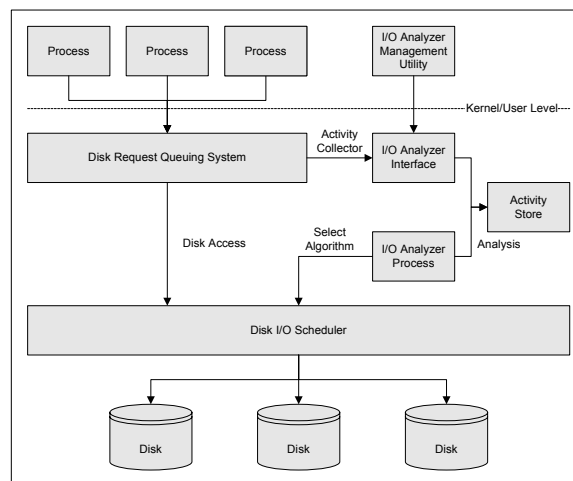 Process
Process
Process
I/O Analyzer
Management
Utility
Kernel/User Level
Disk Request Queuing System
Activity
Collector
I/O Analyzer
Interface
Activity
Store
Disk Access
Select
Algorithm
I/O Analyzer
Process
Analysis
Disk I/O Scheduler
Disk
Disk
Disk